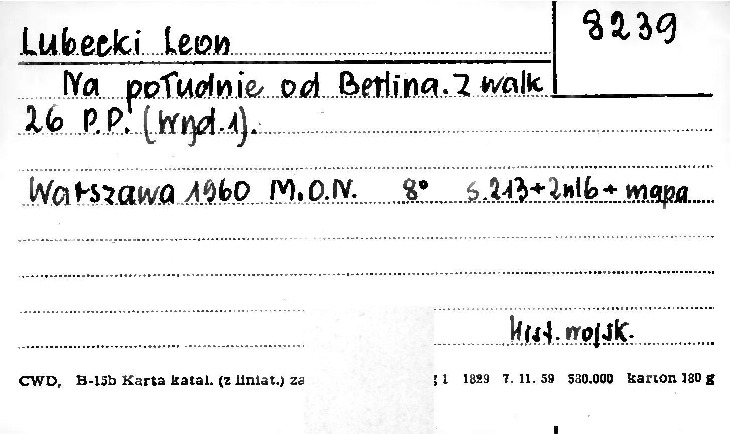 8239
Lubecki Leon
Na południe od Berlina. Z walk
26 P.P. (Wyd.1).
Warszawa 1960 M.O.N. 8° s.213+2nlb+mapa
Hist. wojsk.
CWD, B-15b Karta katal. (z liniat.) za 1 1829 7. 11. 59 580.000 karton 180 g